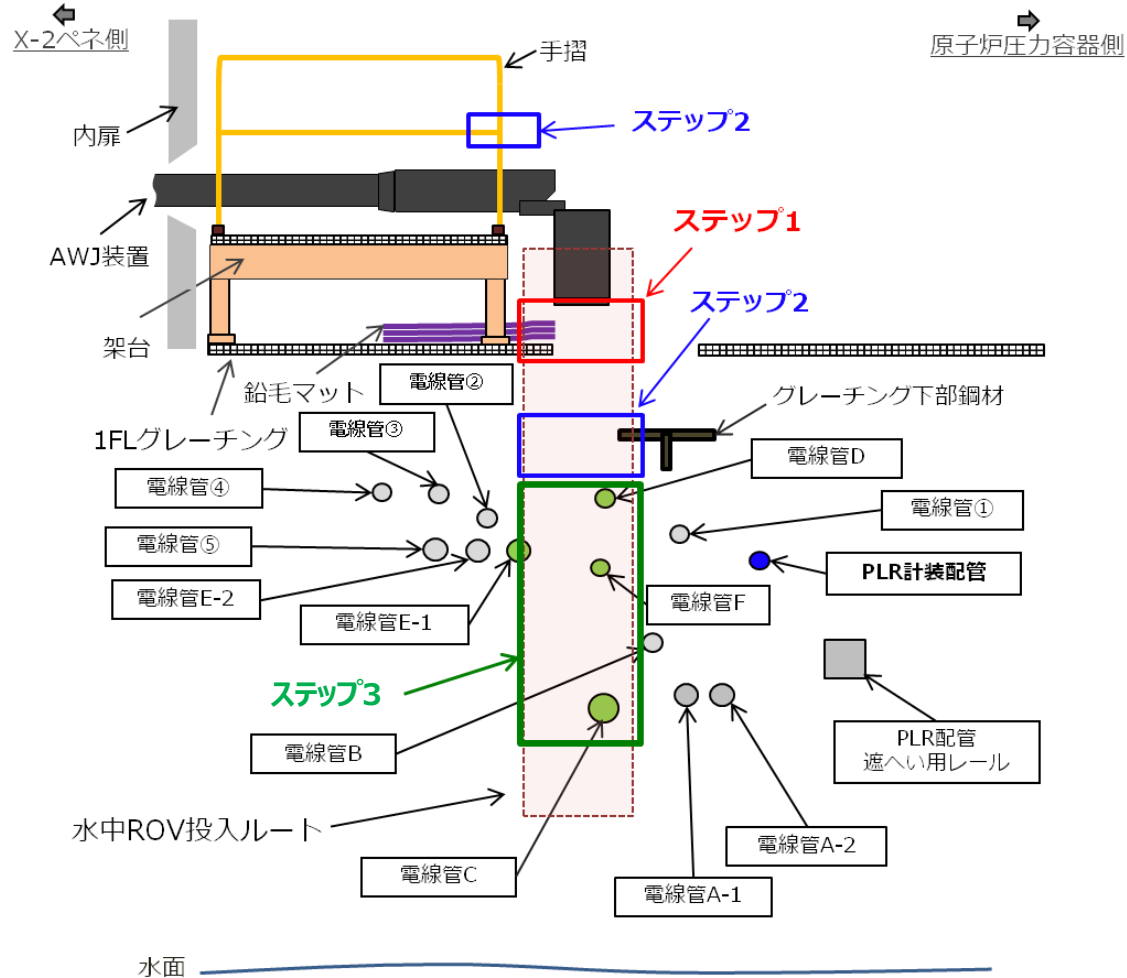 X-2ペネ側
原子炉圧力容器側
手摺
内扉
ステップ2
AWJ装置
ステップ1
ステップ2
架台
鉛毛マット
電線管②
グレーチング下部鋼材
1FLグレーチング
電線管③
電線管D
電線管④
電線管①
電線管⑤
PLR計装配管
電線管E-2
電線管F
電線管E-1
ステップ3
電線管B
PLR配管
遮へい用レール
水中ROV投入ルート
電線管A-2
電線管C
電線管A-1
水面